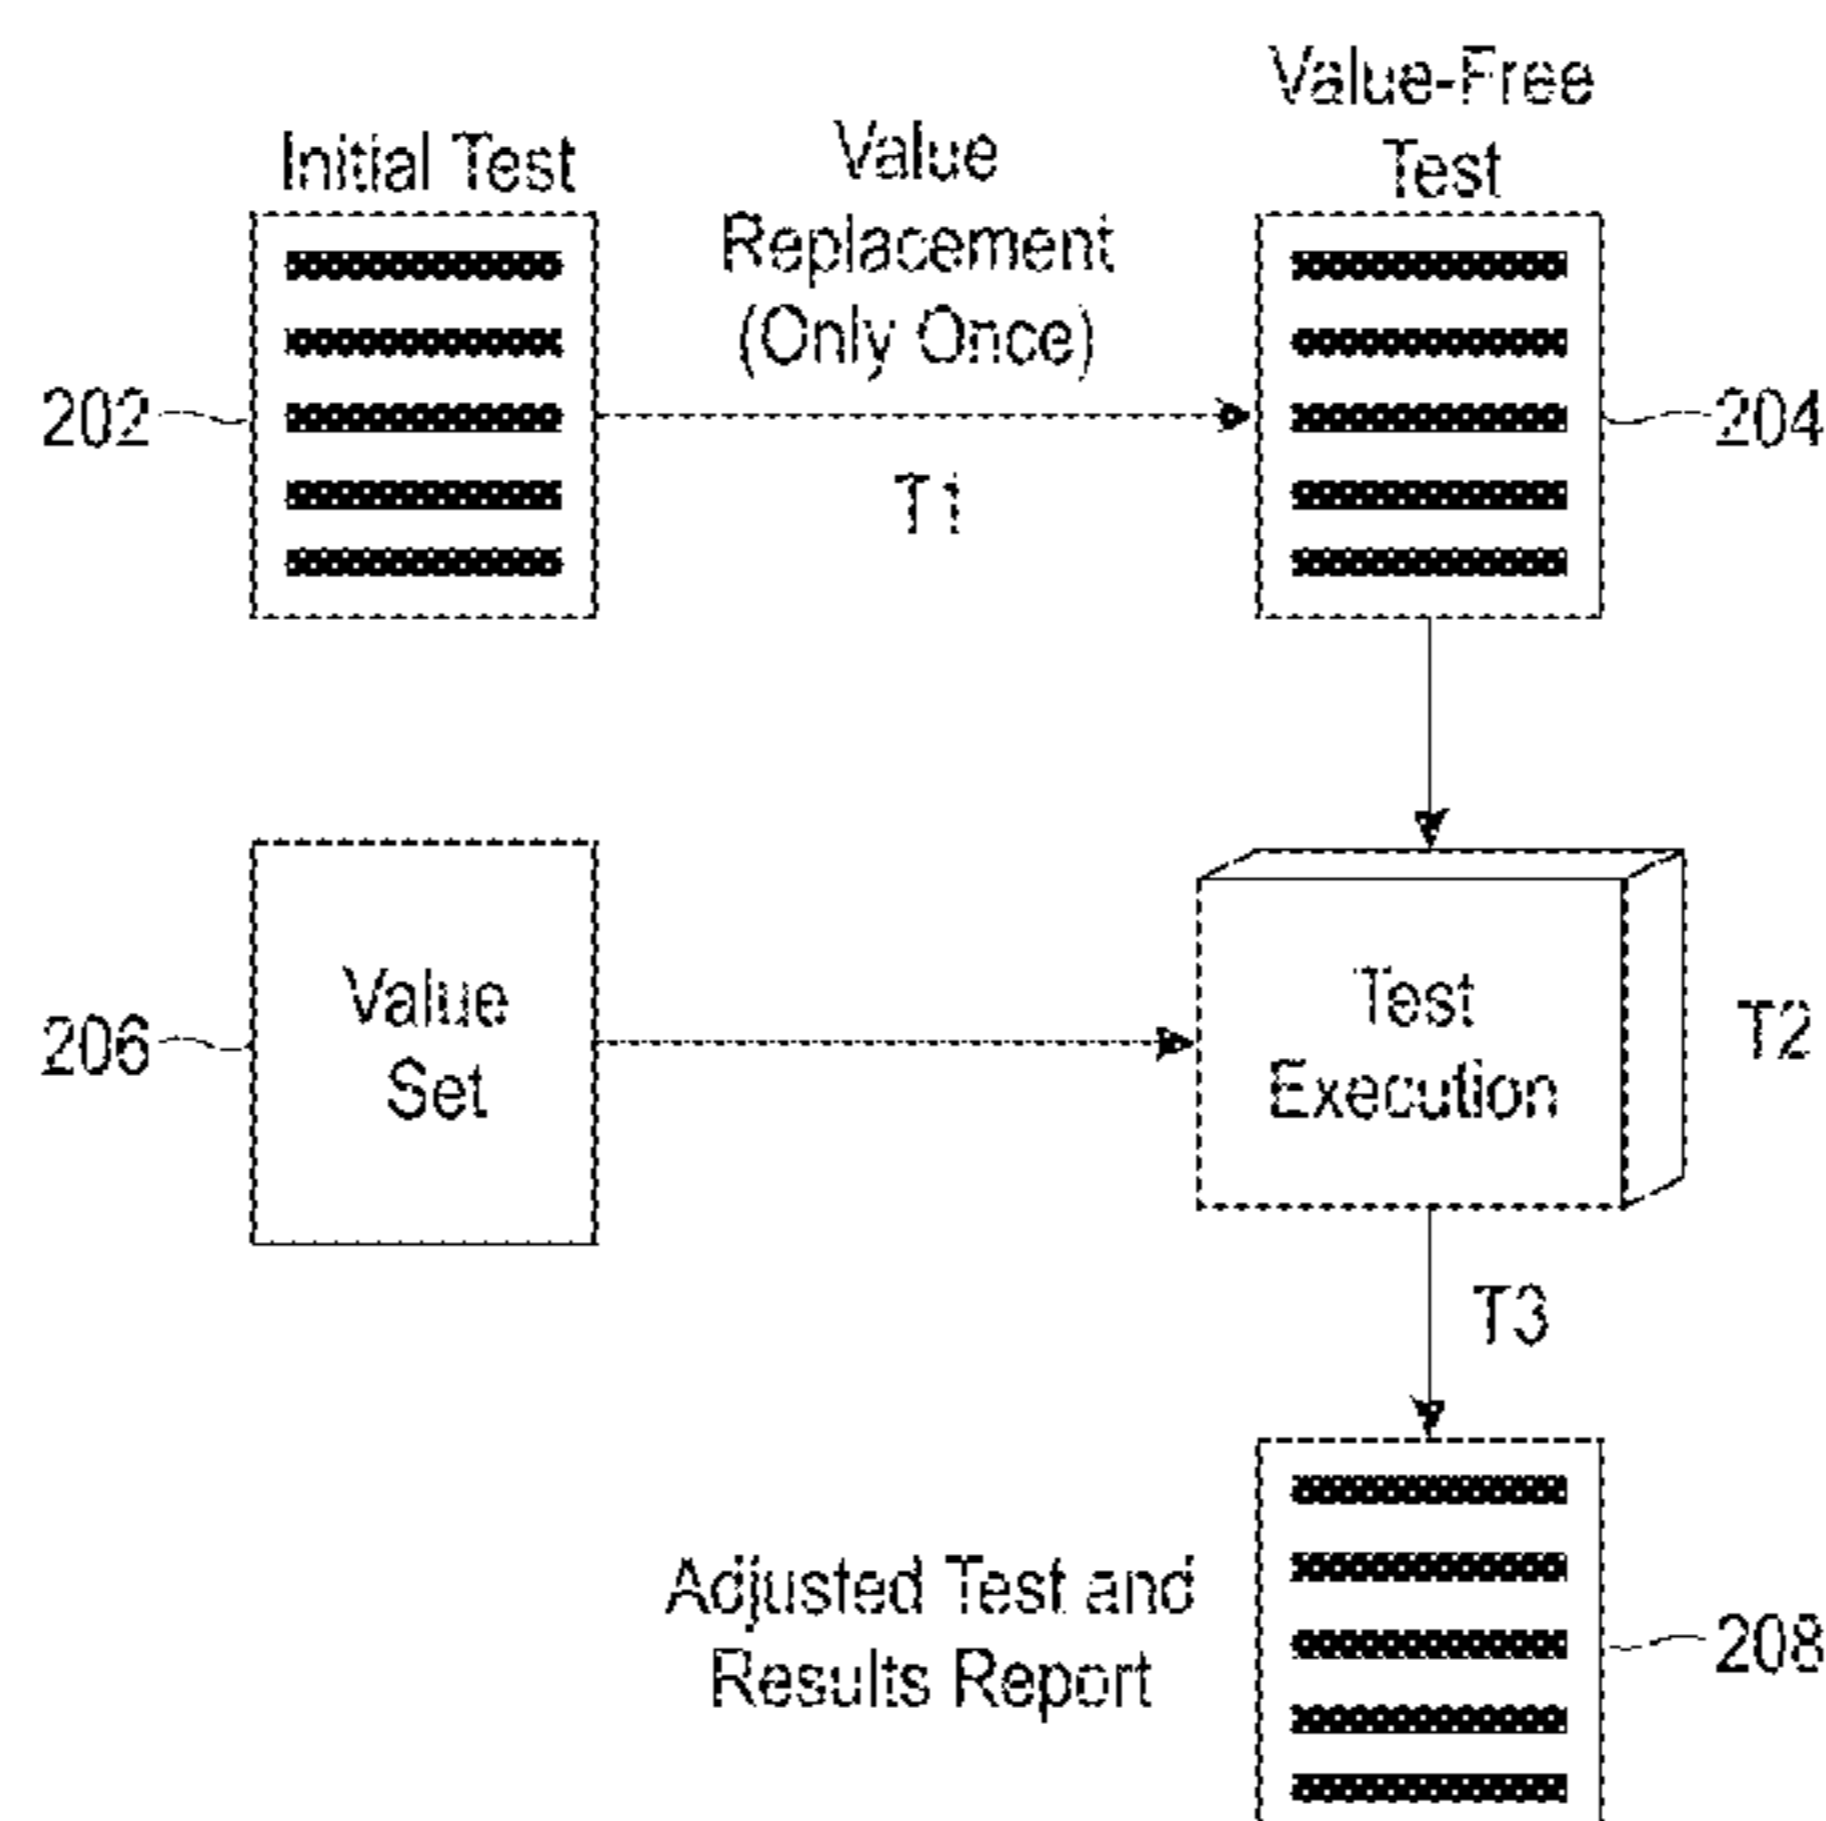 Initial Test
Value
Replacement
(Only Once)
Value-Free
Test
202
T1
204
206
Value
Set
Test
Execution
T2
T3
Adjusted Test and
Results Report
208